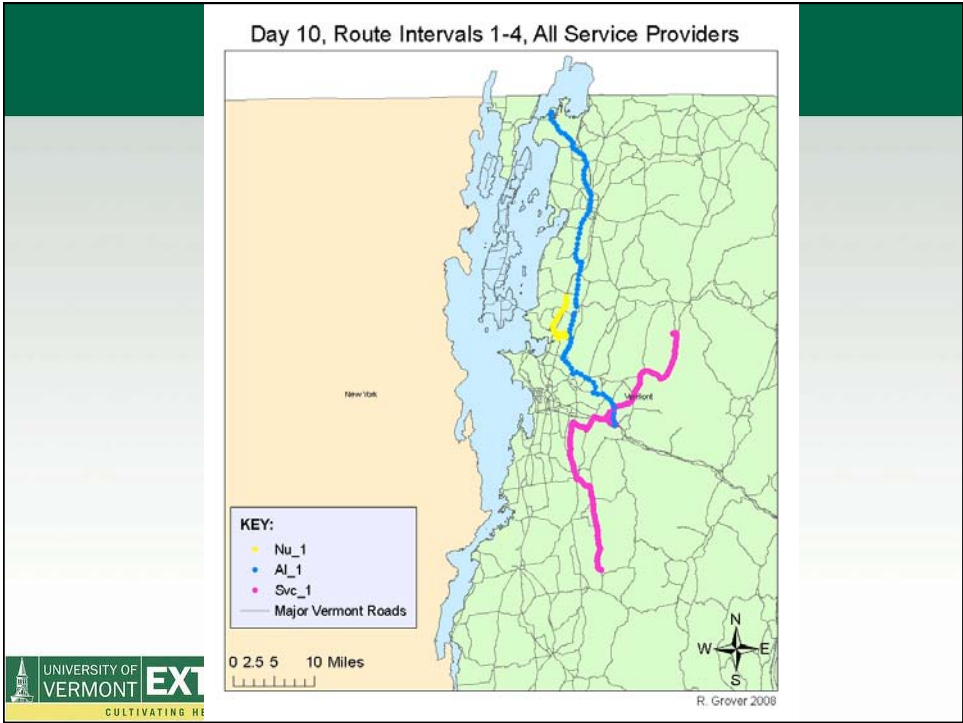 Day 10, Route Intervals 1-4, All Service Providers
New York
Vermont
KEY:
Nu_1
Al_1
Svc_1
Major Vermont Roads
0 2.5 5 10 Miles
N
W E
S
R. Grover 2008
UNIVERSITY OF
VERMONT
EXT
CULTIVATING HE